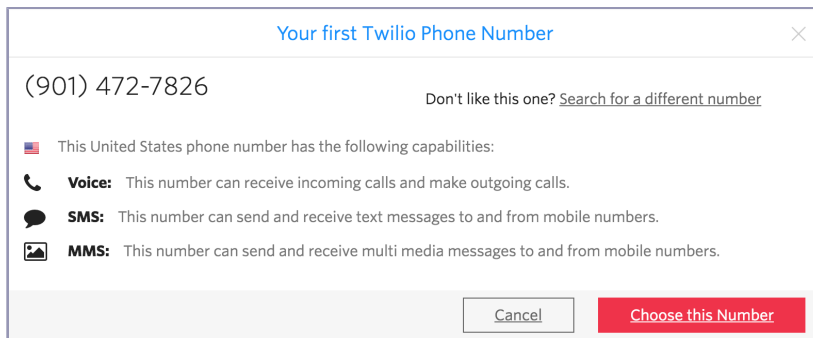 Your first Twilio Phone Number
(901) 472-7826
Don't like this one? Search for a different number
This United States phone number has the following capabilities:
Voice: This number can receive incoming calls and make outgoing calls.
SMS: This number can send and receive text messages to and from mobile numbers.
MMS: This number can send and receive multi media messages to and from mobile numbers.
Cancel
Choose this Number